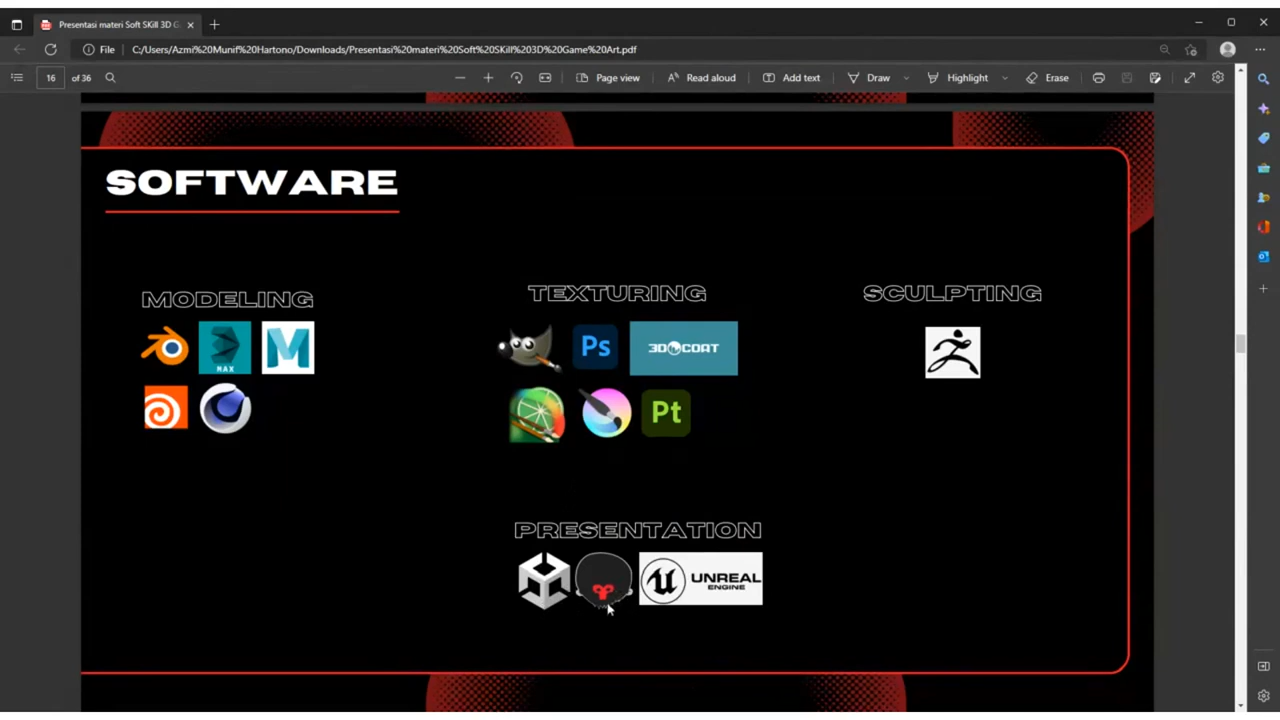 Presentasi materi Soft SKill 3D G
File
C:/Users/Azmi%20Munif%20Hartono/Downloads/Presentasi%20materi%20Soft%20SKill%203D%20Game%20Art.pdf
16 of 36
Page view
Read aloud
Add text
Draw
Highlight
Erase
SOFTWARE
MODELING
TEXTURING
SCULPTING
MAX
Ps
3DCOAT
Pt
PRESENTATION
UNREAL
ENGINE